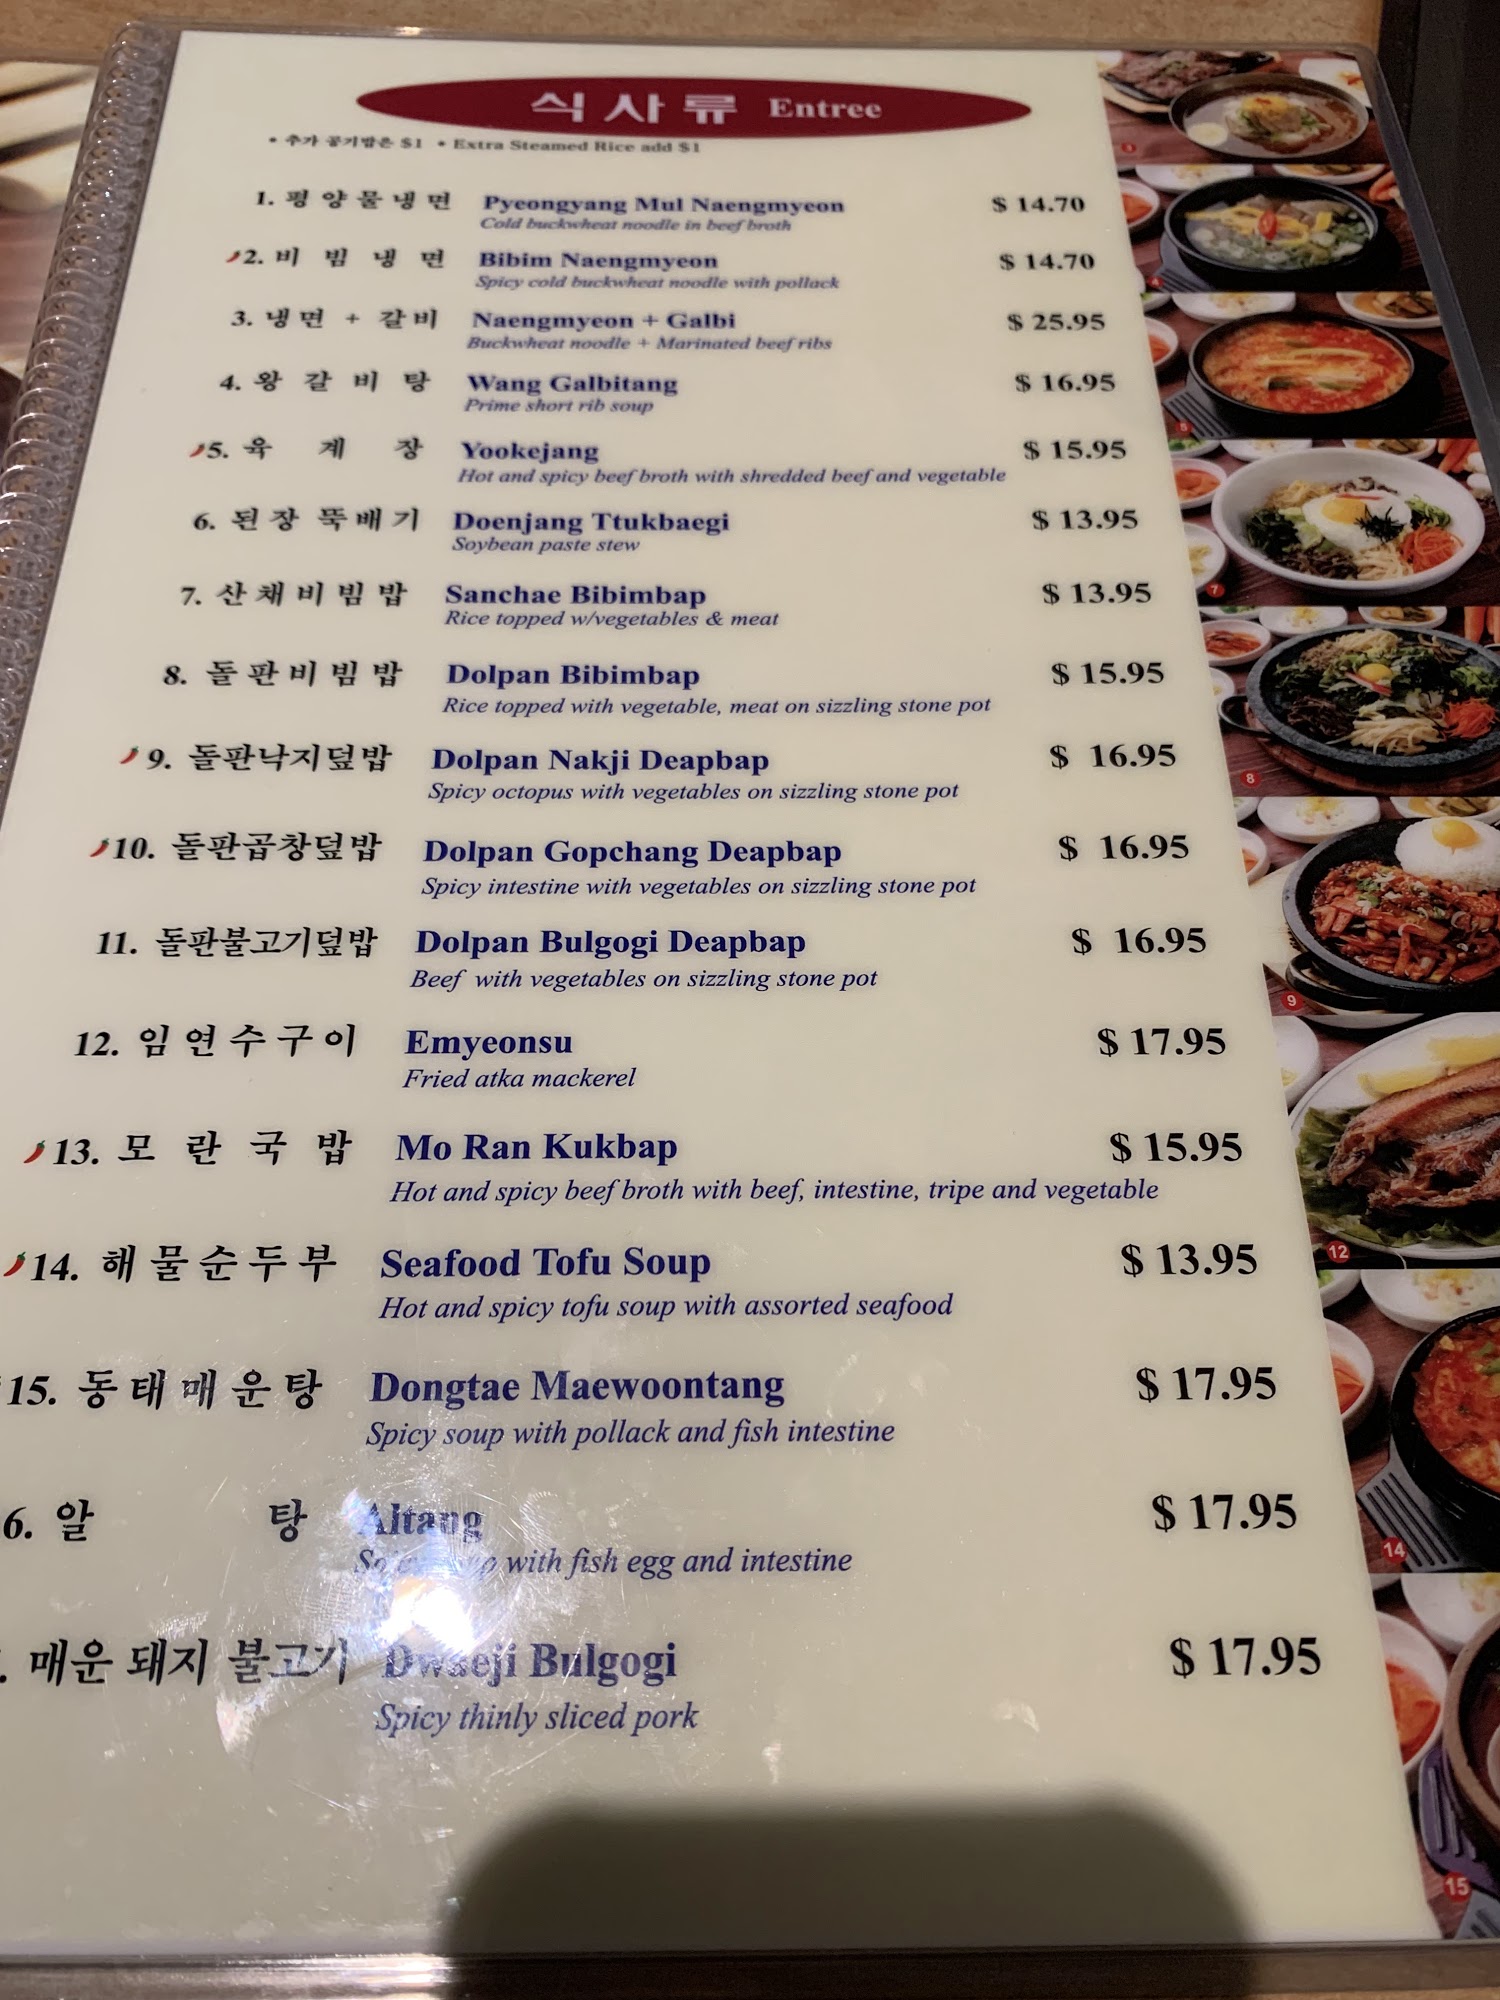 식사류 Entree
• 추가 공기밥은 $1 • Extra Steamed Rice add $1
1. 평양물냉면 Pyeongyang Mul Naengmyeon $ 14.70
Cold buckwheat noodle in beef broth
2. 비빔냉면 Bibim Naengmyeon $ 14.70
Spicy cold buckwheat noodle with pollack
3. 냉면 + 갈비 Naengmyeon + Galbi $ 25.95
Buckwheat noodle + Marinated beef ribs
4. 왕갈비탕 Wang Galbitang $ 16.95
Prime short rib soup
5. 육계장 Yookejang $ 15.95
Hot and spicy beef broth with shredded beef and vegetable
6. 된장뚝배기 Doenjang Ttukbaegi $ 13.95
Soybean paste stew
7. 산채비빔밥 Sanchae Bibimbap $ 13.95
Rice topped w/vegetables & meat
8. 돌판비빔밥 Dolpan Bibimbap $ 15.95
Rice topped with vegetable, meat on sizzling stone pot
9. 돌판낙지덮밥 Dolpan Nakji Deapbap $ 16.95
Spicy octopus with vegetables on sizzling stone pot
10. 돌판곱창덮밥 Dolpan Gopchang Deapbap $ 16.95
Spicy intestine with vegetables on sizzling stone pot
11. 돌판불고기덮밥 Dolpan Bulgogi Deapbap $ 16.95
Beef with vegetables on sizzling stone pot
12. 임연수구이 Emyeonsu $ 17.95
Fried atka mackerel
13. 모란국밥 Mo Ran Kukbap $ 15.95
Hot and spicy beef broth with beef, intestine, tripe and vegetable
14. 해물순두부 Seafood Tofu Soup $ 13.95
Hot and spicy tofu soup with assorted seafood
15. 동태매운탕 Dongtae Maewoontang $ 17.95
Spicy soup with pollack and fish intestine
6. 알탕 Altang $ 17.95
with fish egg and intestine
. 매운 돼지 불고기 Dwaeji Bulgogi $ 17.95
Spicy thinly sliced pork
3
4
5
7
8
9
12
14
15